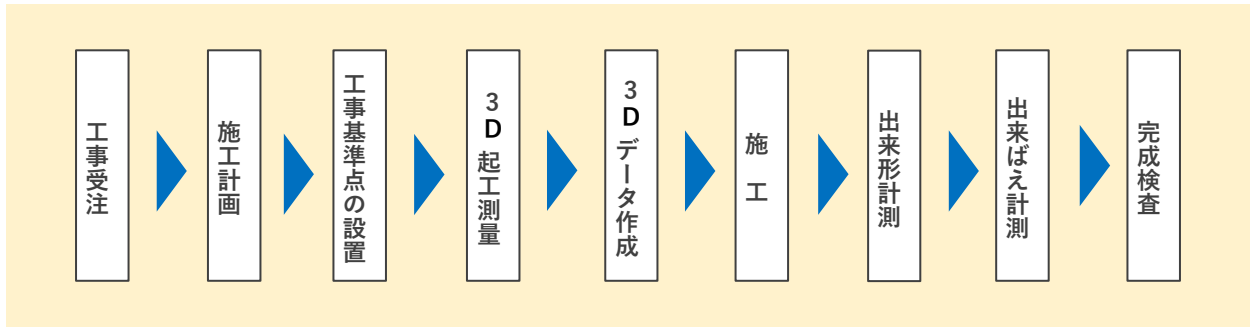 工事受注
施工計画
工事基準点の設置
3D起工測量
3Dデータ作成
施工
出来形計測
出来ばえ計測
完成検査